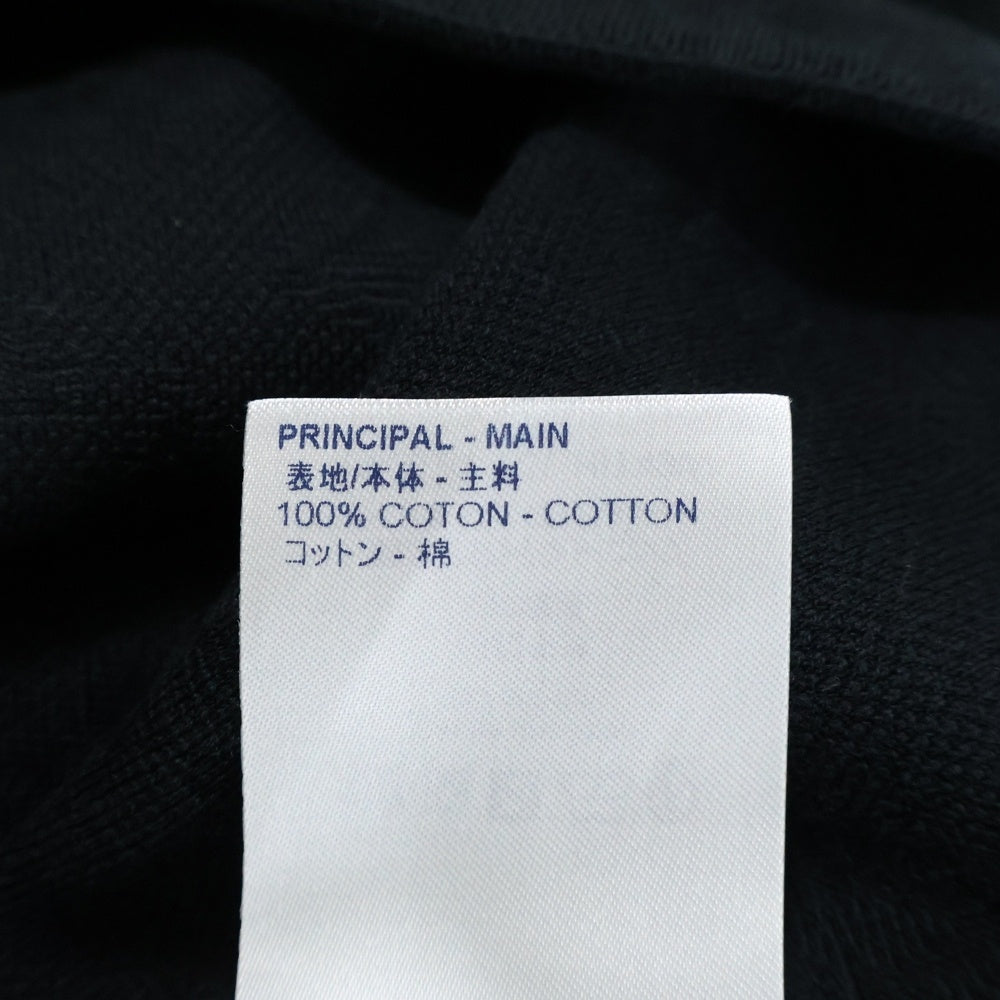 PRINCIPAL - MAIN
表地/本体 - 主料
100% COTON - COTTON
コットン - 棉